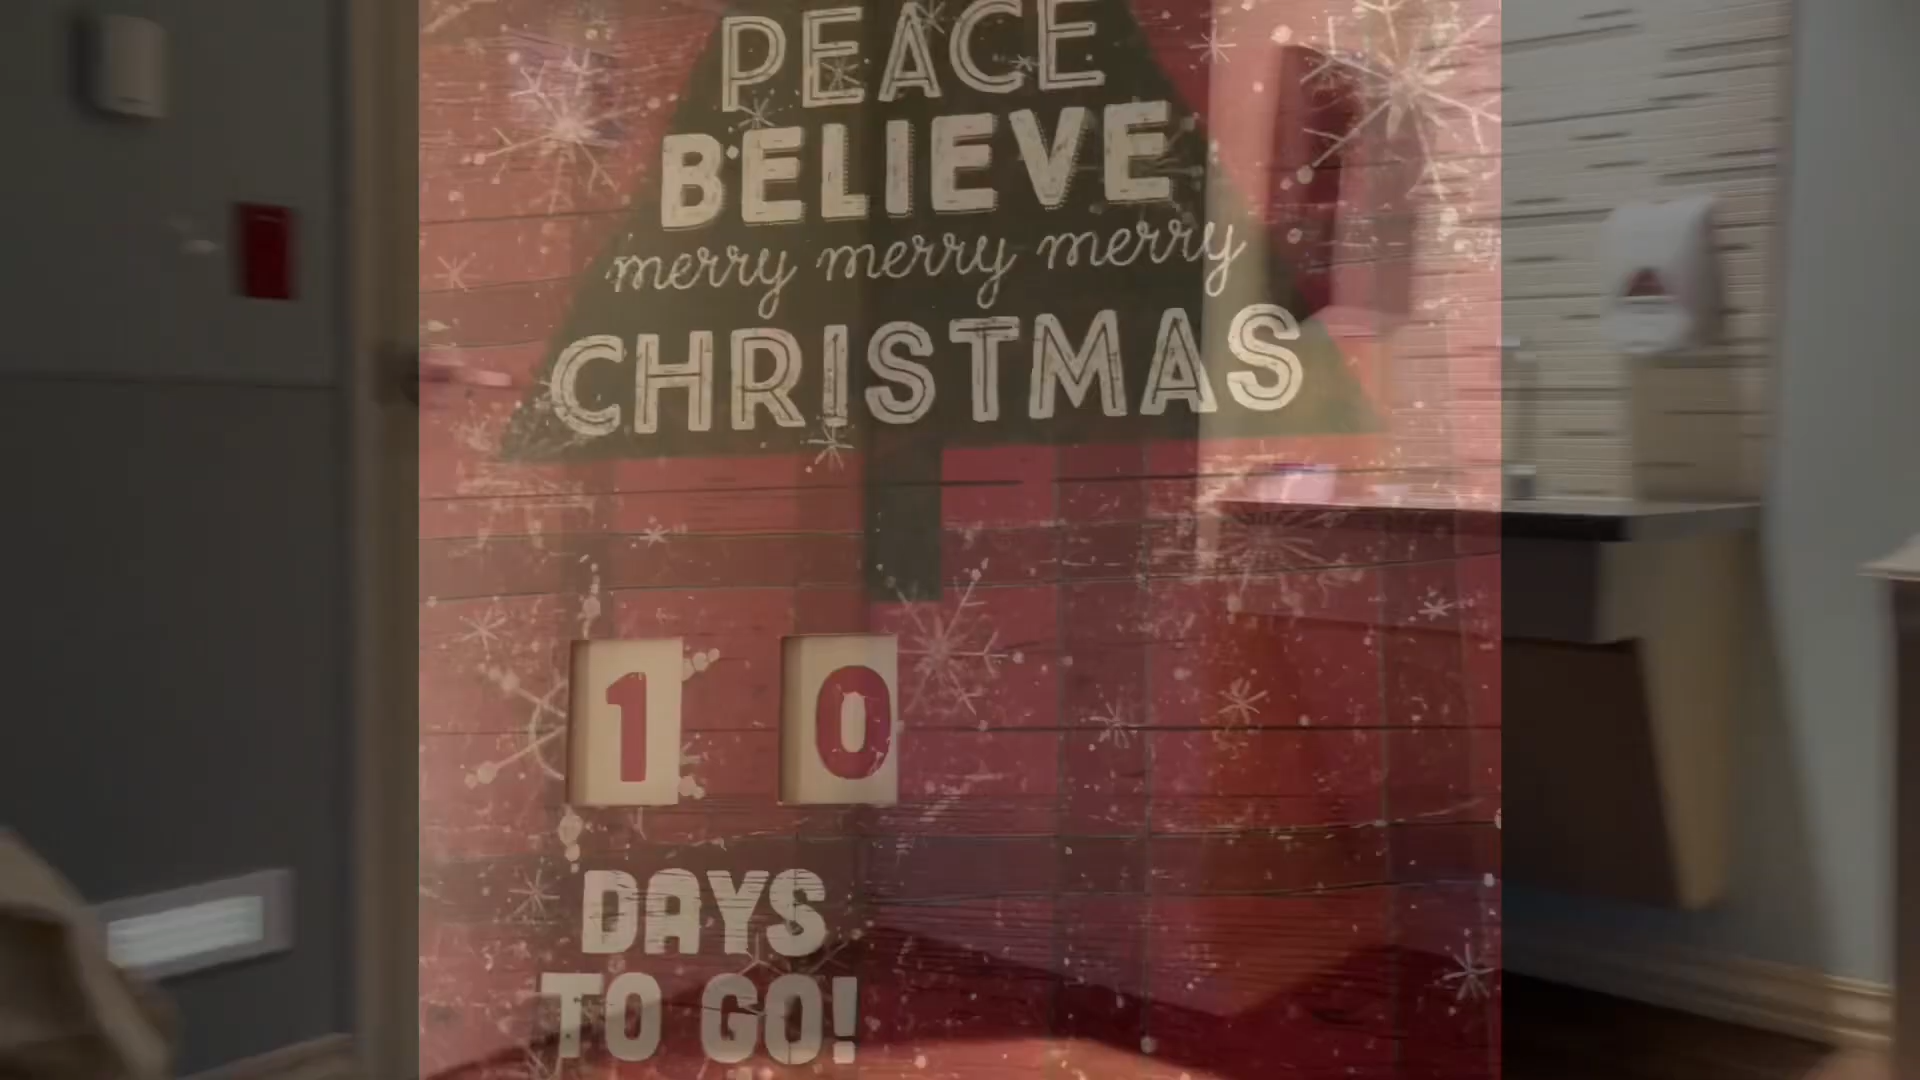 PEACE
BELIEVE
merry merry merry
CHRISTMAS
1 0
DAYS
TO GO!